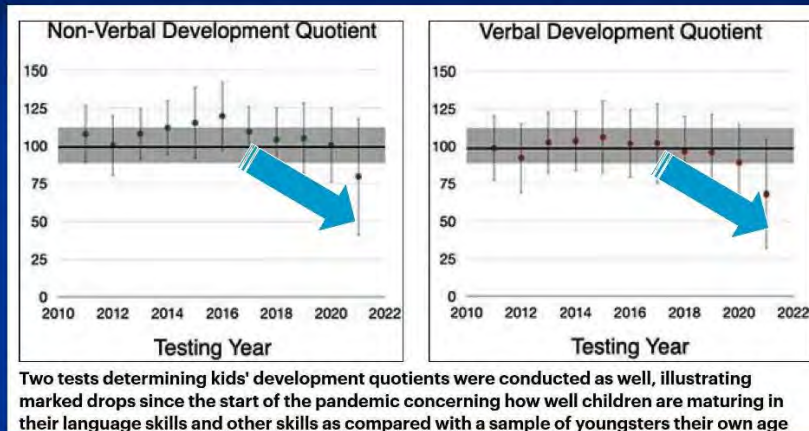 Non-Verbal Development Quotient
150
125
100
75
50
25
0
2010 2012 2014 2016 2018 2020 2022
Testing Year
Verbal Development Quotient
150
125
100
75
50
25
0
2010 2012 2014 2016 2018 2020 2022
Testing Year
Two tests determining kids' development quotients were conducted as well, illustrating
marked drops since the start of the pandemic concerning how well children are maturing in
their language skills and other skills as compared with a sample of youngsters their own age